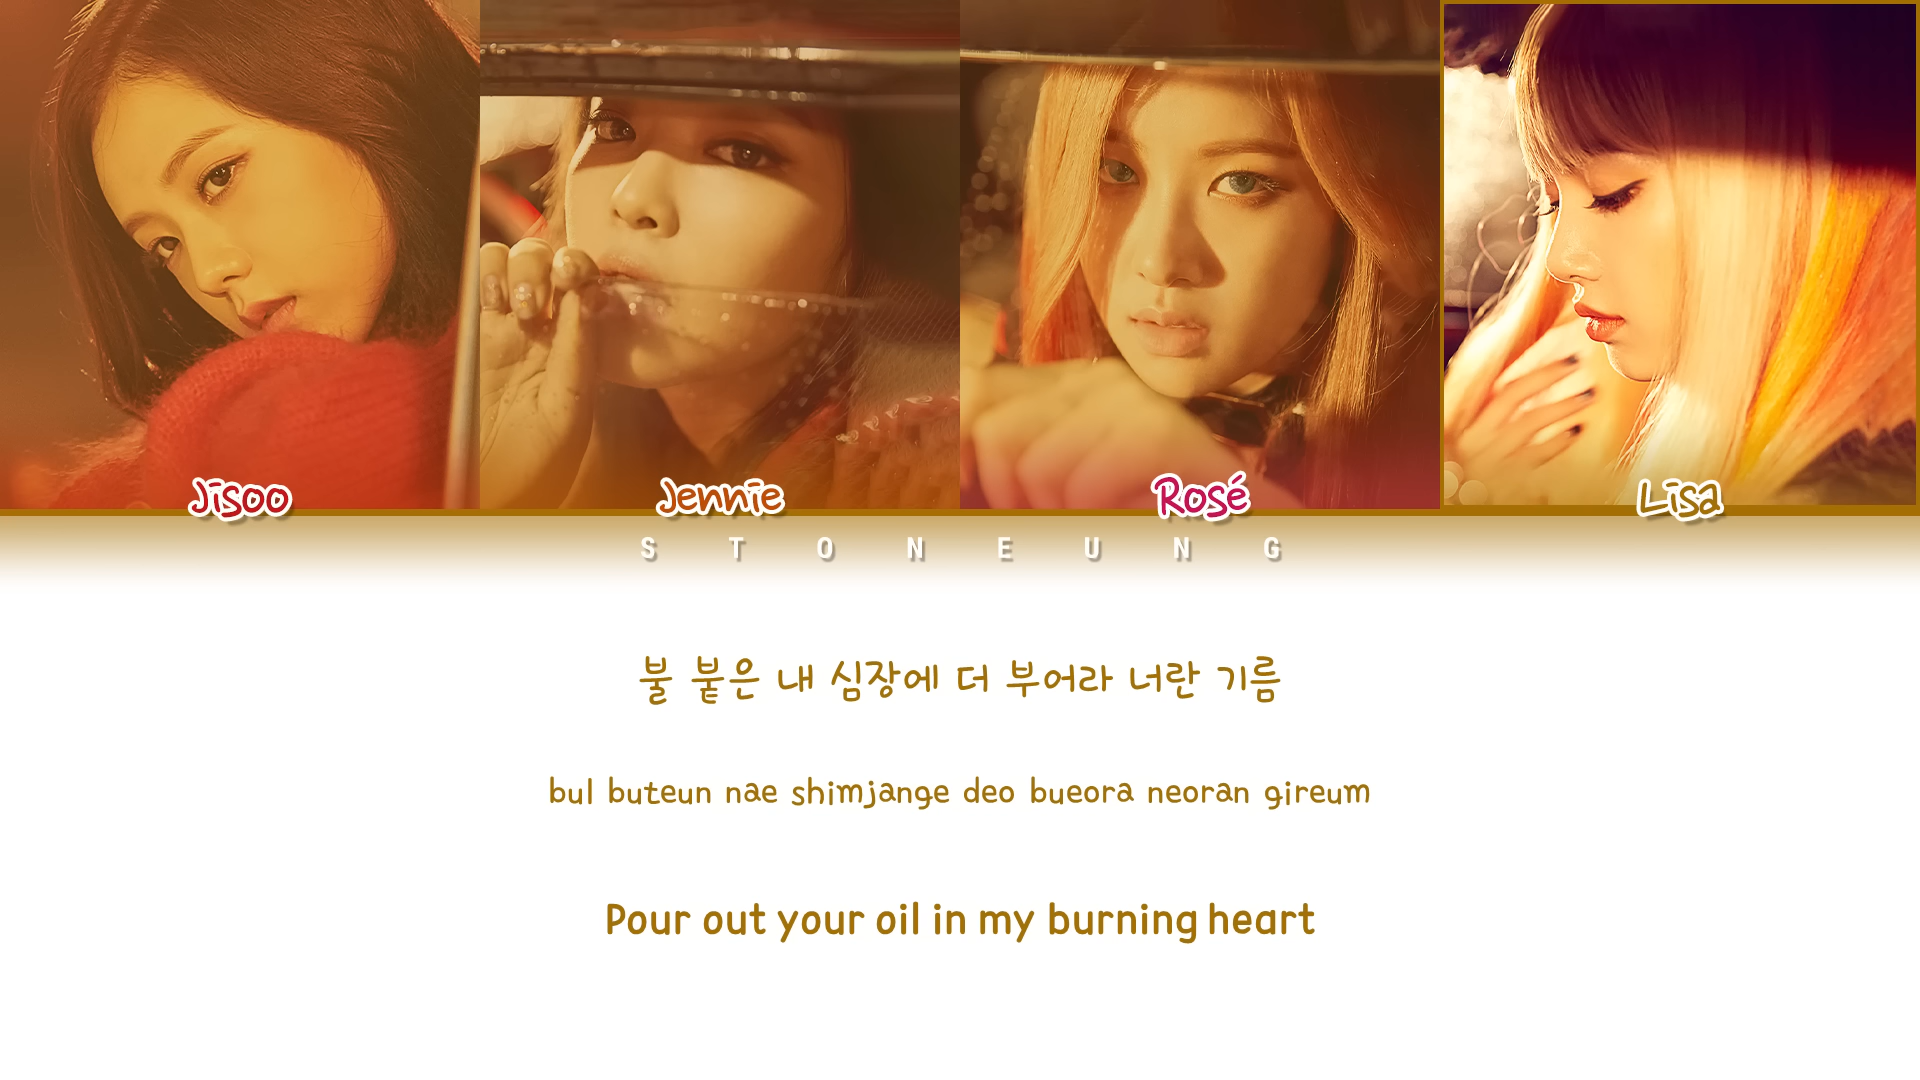 Jisoo Jennie Rosé Lisa
S T O N E U N G
불 붙은 내 심장에 더 부어라 너란 기름
bul buteun nae shimjange deo bueora neoran gireum
Pour out your oil in my burning heart